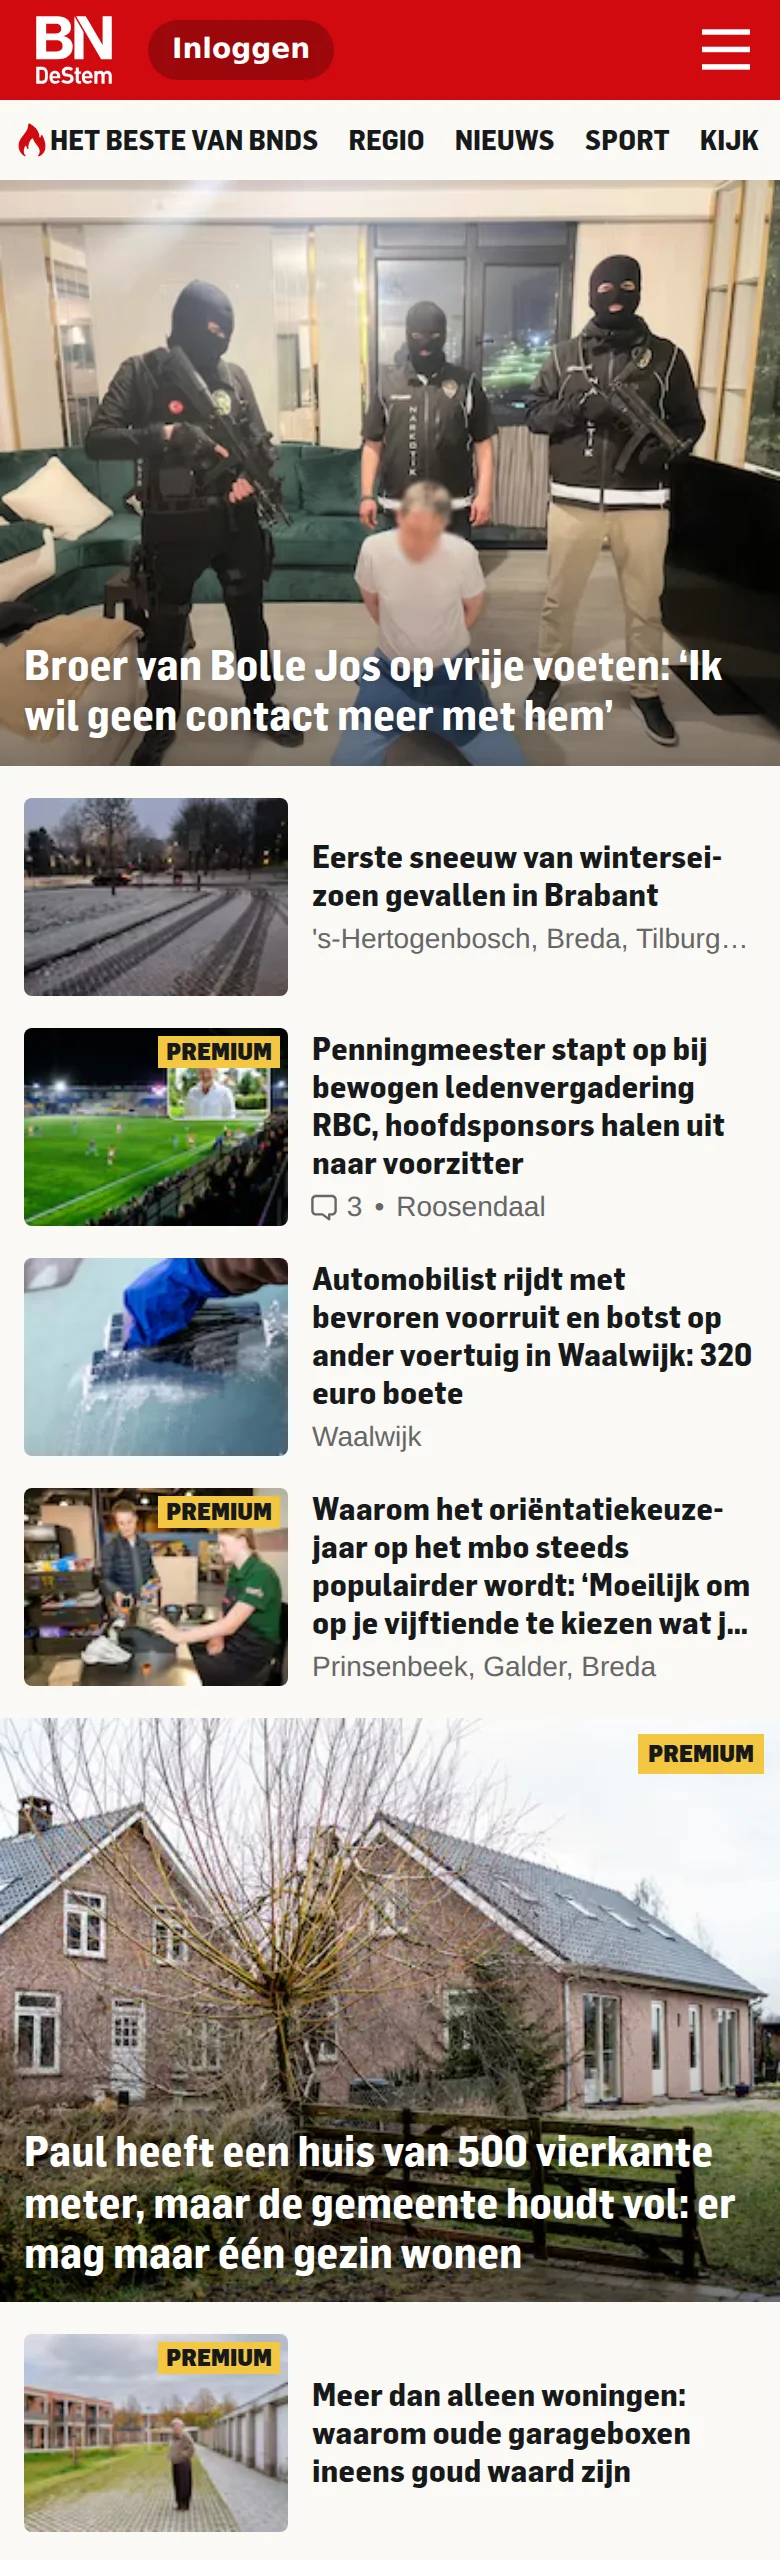 BN
DeStem
Inloggen
HET BESTE VAN BNDS REGIO NIEUWS SPORT KIJK
NARKOTIK
Broer van Bolle Jos op vrije voeten: ‘Ik
wil geen contact meer met hem’
Eerste sneeuw van wintersei-
zoen gevallen in Brabant
's-Hertogenbosch, Breda, Tilburg…
PREMIUM
Penningmeester stapt op bij
bewogen ledenvergadering
RBC, hoofdsponsors halen uit
naar voorzitter
3 • Roosendaal
Automobilist rijdt met
bevroren voorruit en botst op
ander voertuig in Waalwijk: 320
euro boete
Waalwijk
PREMIUM
Waarom het oriëntatiekeuze-
jaar op het mbo steeds
populairder wordt: ‘Moeilijk om
op je vijftiende te kiezen wat j...
Prinsenbeek, Galder, Breda
PREMIUM
Paul heeft een huis van 500 vierkante
meter, maar de gemeente houdt vol: er
mag maar één gezin wonen
PREMIUM
Meer dan alleen woningen:
waarom oude garageboxen
ineens goud waard zijn